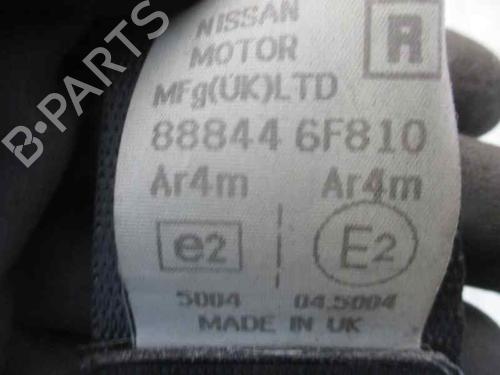 NISSAN
MOTOR
R
MFg(UK)LTD
88844 6F810
Ar4m Ar4m
e2 E2
5004 04.5004
MADE IN UK
B-PARTS